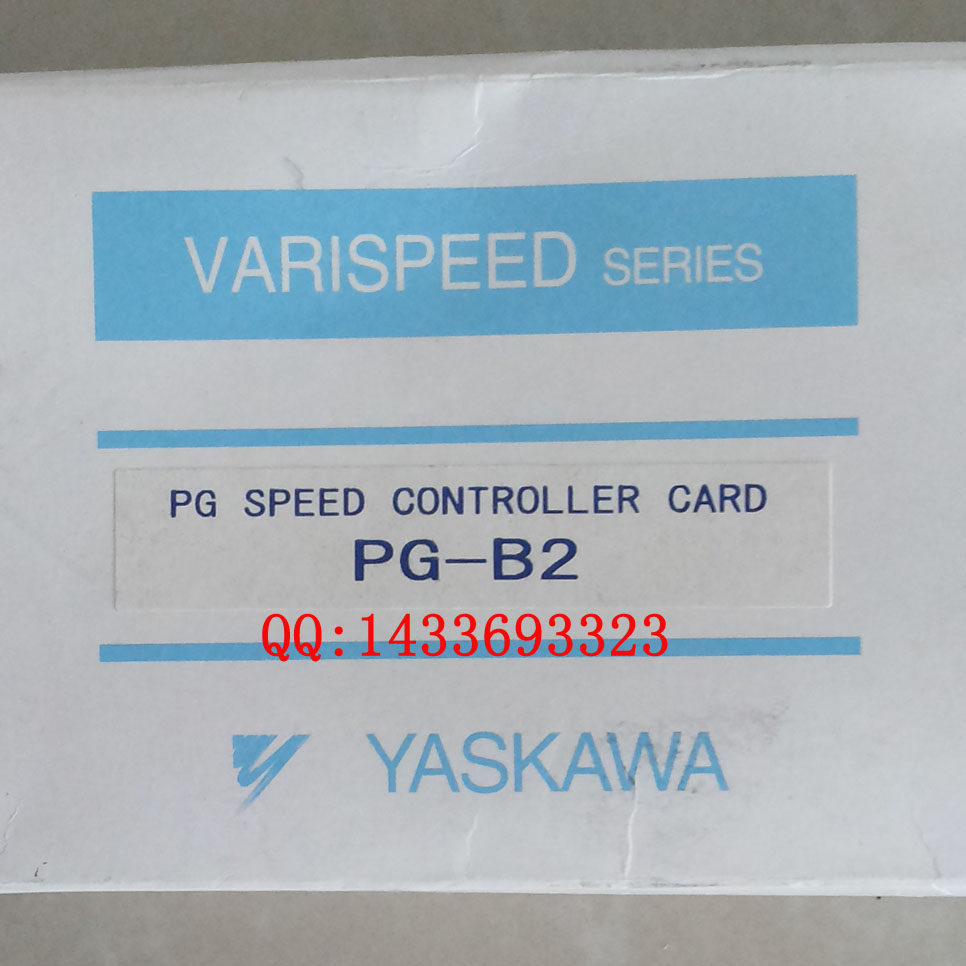 VARISPEED SERIES
PG SPEED CONTROLLER CARD
PG-B2
QQ:1433693323
YASKAWA